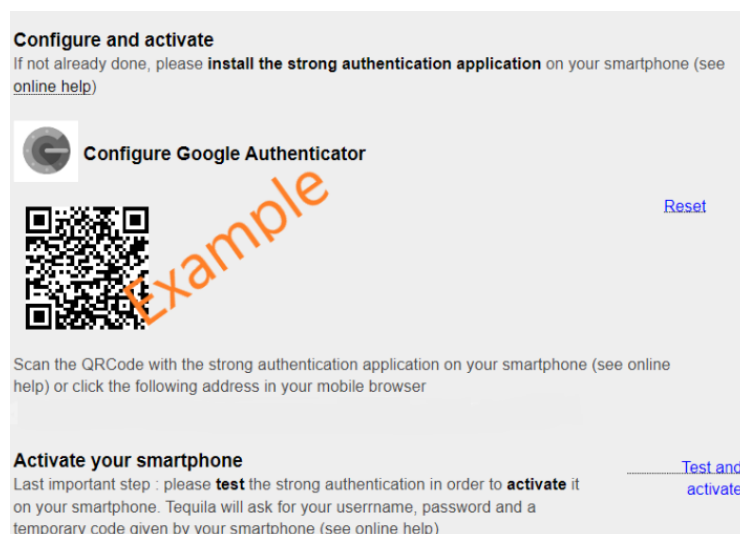 Configure and activate
If not already done, please install the strong authentication application on your smartphone (see
online help)
Configure Google Authenticator
Example
Reset
Scan the QRCode with the strong authentication application on your smartphone (see online
help) or click the following address in your mobile browser
Activate your smartphone
Last important step : please test the strong authentication in order to activate it
on your smartphone. Tequila will ask for your userrname, password and a
temporary code given by your smartphone (see online help)
Test and
activate